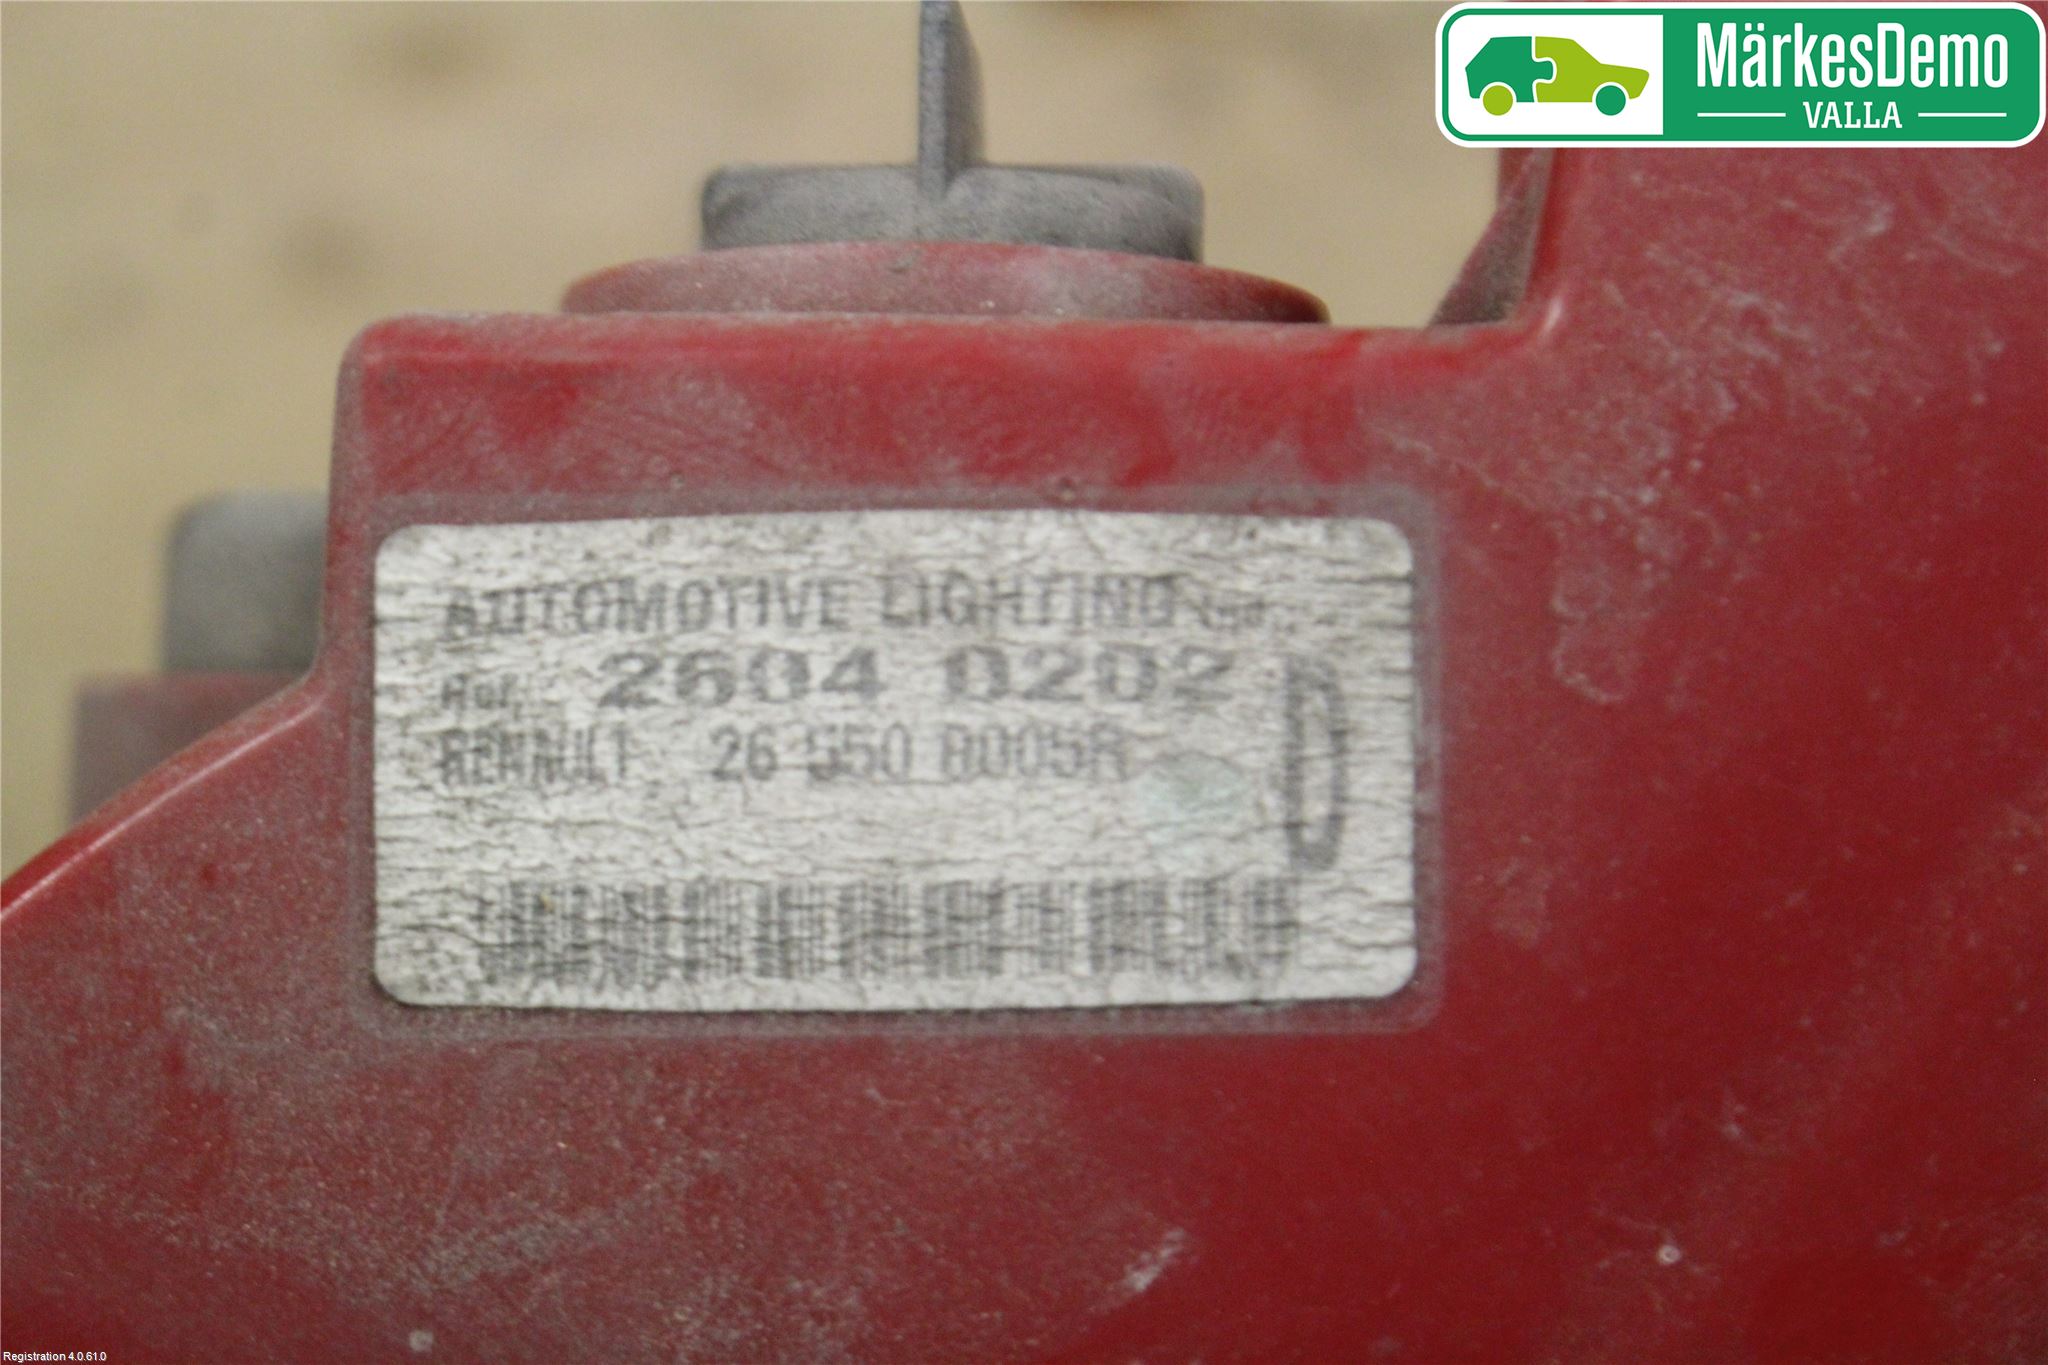 MärkesDemo
VALLA
AUTOMOTIVE LIGHTING
Ref. 2604 0202
RENAULT 26 550 8005R
D
Registration 4.0.61.0